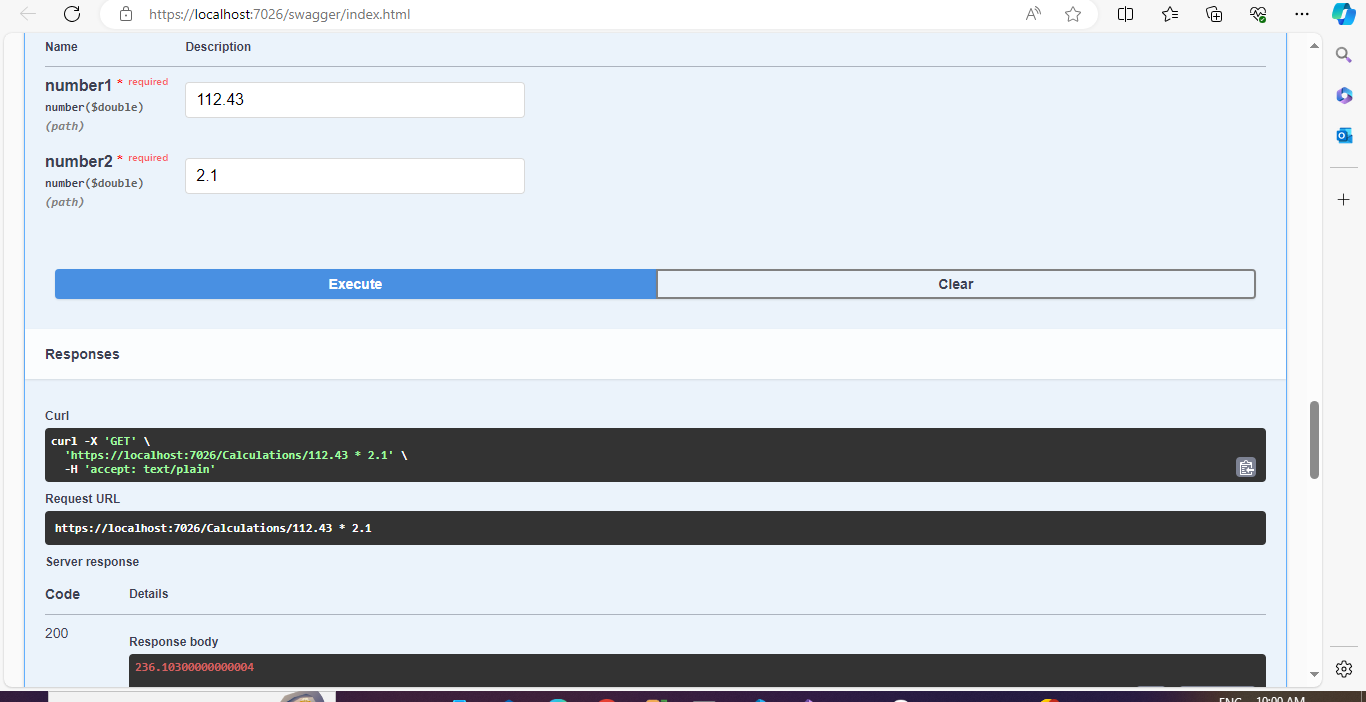 https://localhost:7026/swagger/index.html
Name Description
number1 * required
112.43
number($double)
(path)
number2 * required
2.1
number($double)
(path)
Execute Clear
Responses
Curl
curl -X 'GET' \
'https://localhost:7026/Calculations/112.43 * 2.1' \
-H 'accept: text/plain'
Request URL
https://localhost:7026/Calculations/112.43 * 2.1
Server response
Code Details
200
Response body
236.10300000000004
ENG 10:00 AM